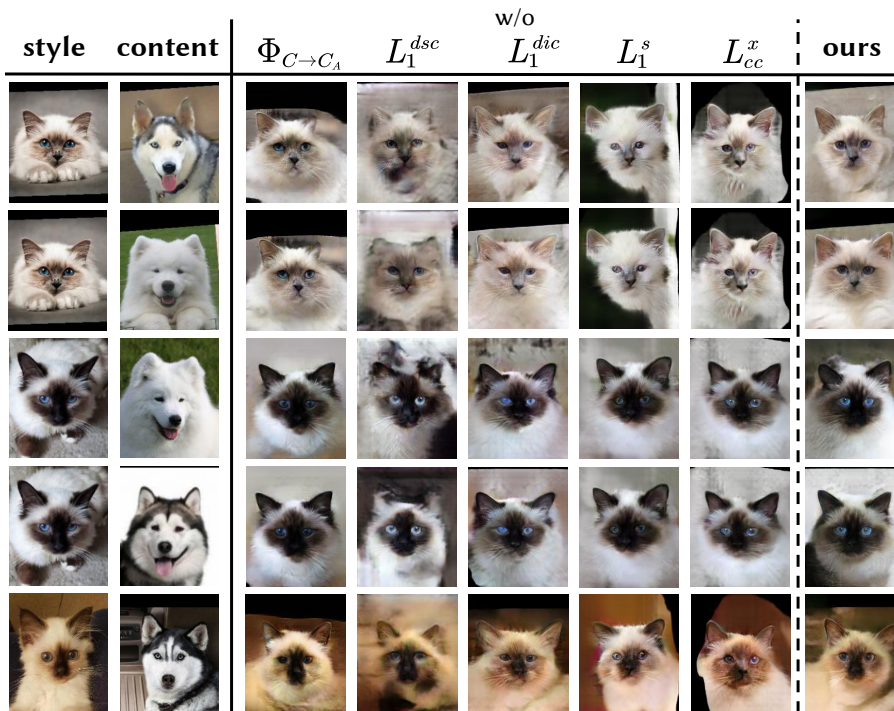 w/o
style content Φ_{C→C_A} L_1^{dsc} L_1^{dic} L_1^s L_{cc}^x ours